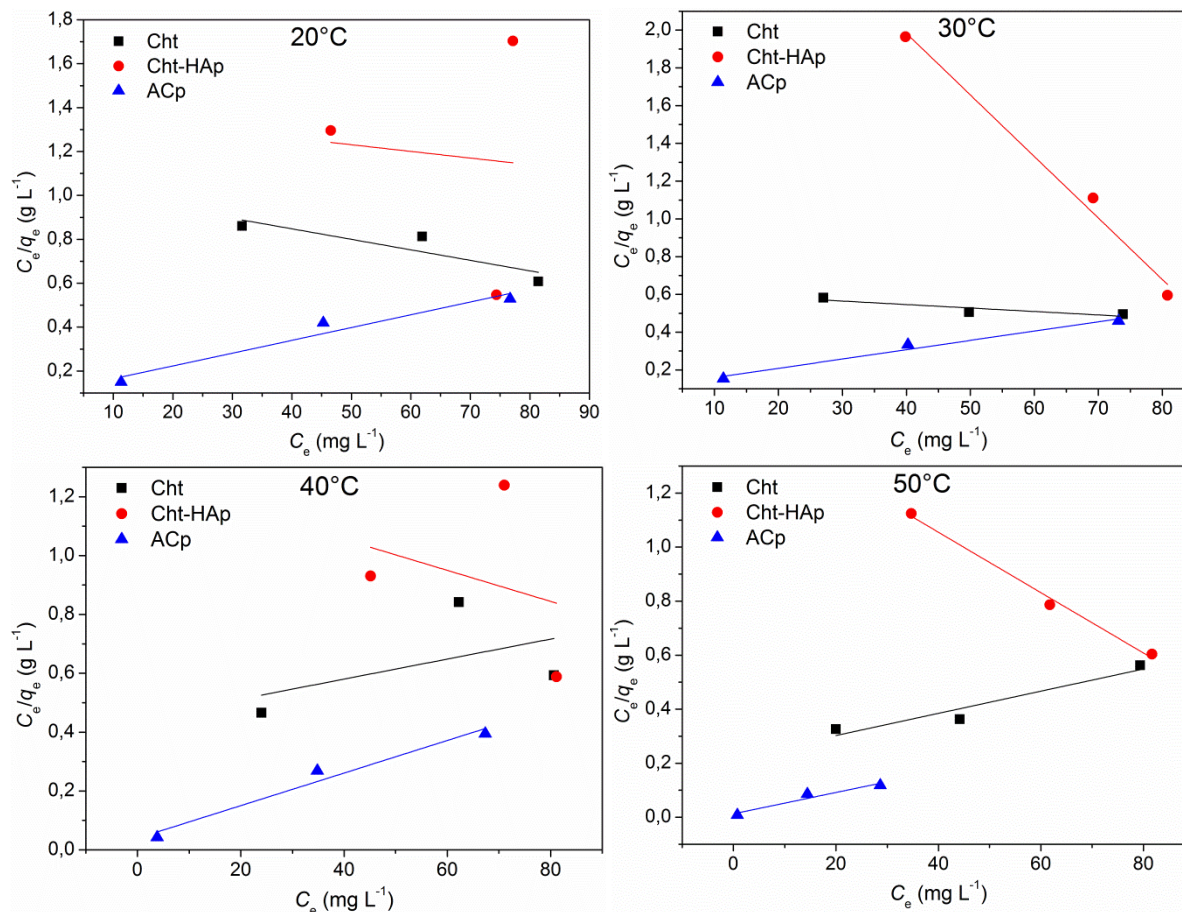 20°C
Cht
Cht-HAp
ACp
1,8
1,6
1,4
1,2
1,0
0,8
0,6
0,4
0,2
Ce/qe (g L-1)
10 20 30 40 50 60 70 80 90
Ce (mg L-1)
30°C
Cht
Cht-HAp
ACp
2,0
1,8
1,6
1,4
1,2
1,0
0,8
0,6
0,4
0,2
Ce/qe (g L-1)
10 20 30 40 50 60 70 80
Ce (mg L-1)
40°C
Cht
Cht-HAp
ACp
1,2
1,0
0,8
0,6
0,4
0,2
0,0
Ce/qe (g L-1)
0 20 40 60 80
Ce (mg L-1)
50°C
Cht
Cht-HAp
ACp
1,2
1,0
0,8
0,6
0,4
0,2
0,0
Ce/qe (g L-1)
0 20 40 60 80
Ce (mg L-1)